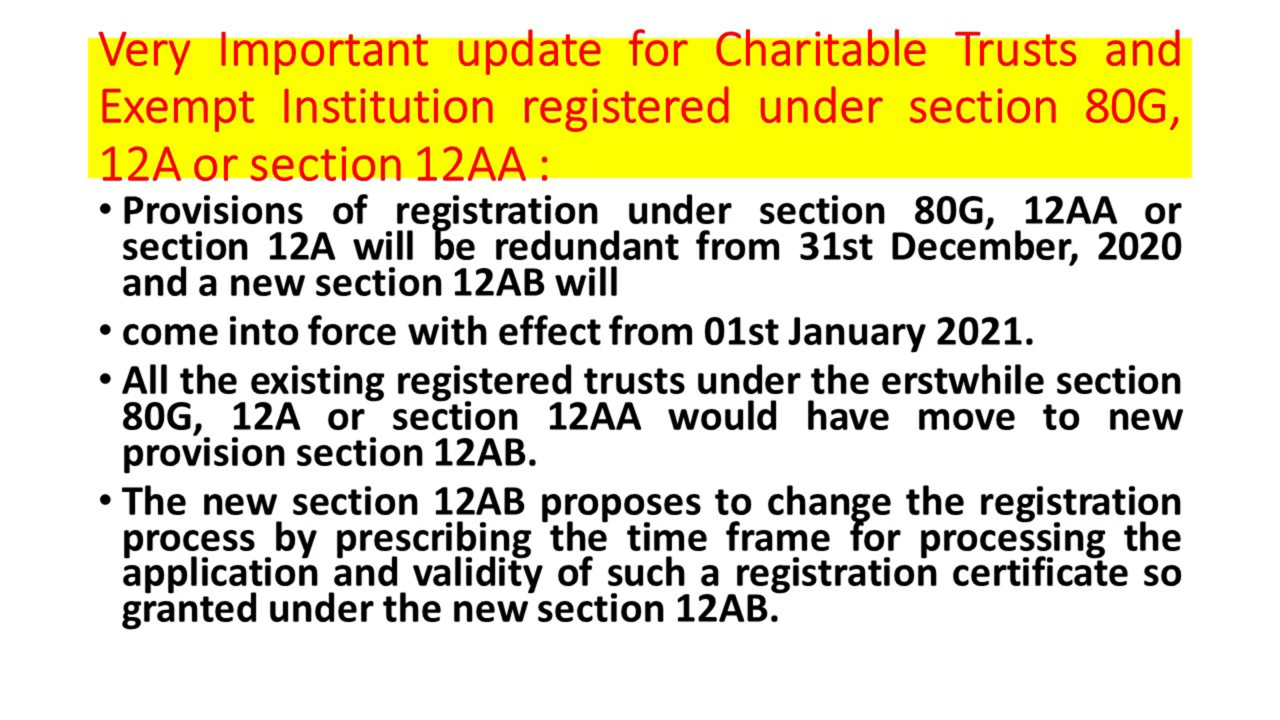 Very Important update for Charitable Trusts and
Exempt Institution registered under section 80G,
12A or section 12AA :
• Provisions of registration under section 80G, 12AA or
section 12A will be redundant from 31st December, 2020
and a new section 12AB will
• come into force with effect from 01st January 2021.
• All the existing registered trusts under the erstwhile section
80G, 12A or section 12AA would have move to new
provision section 12AB.
• The new section 12AB proposes to change the registration
process by prescribing the time frame for processing the
application and validity of such a registration certificate so
granted under the new section 12AB.